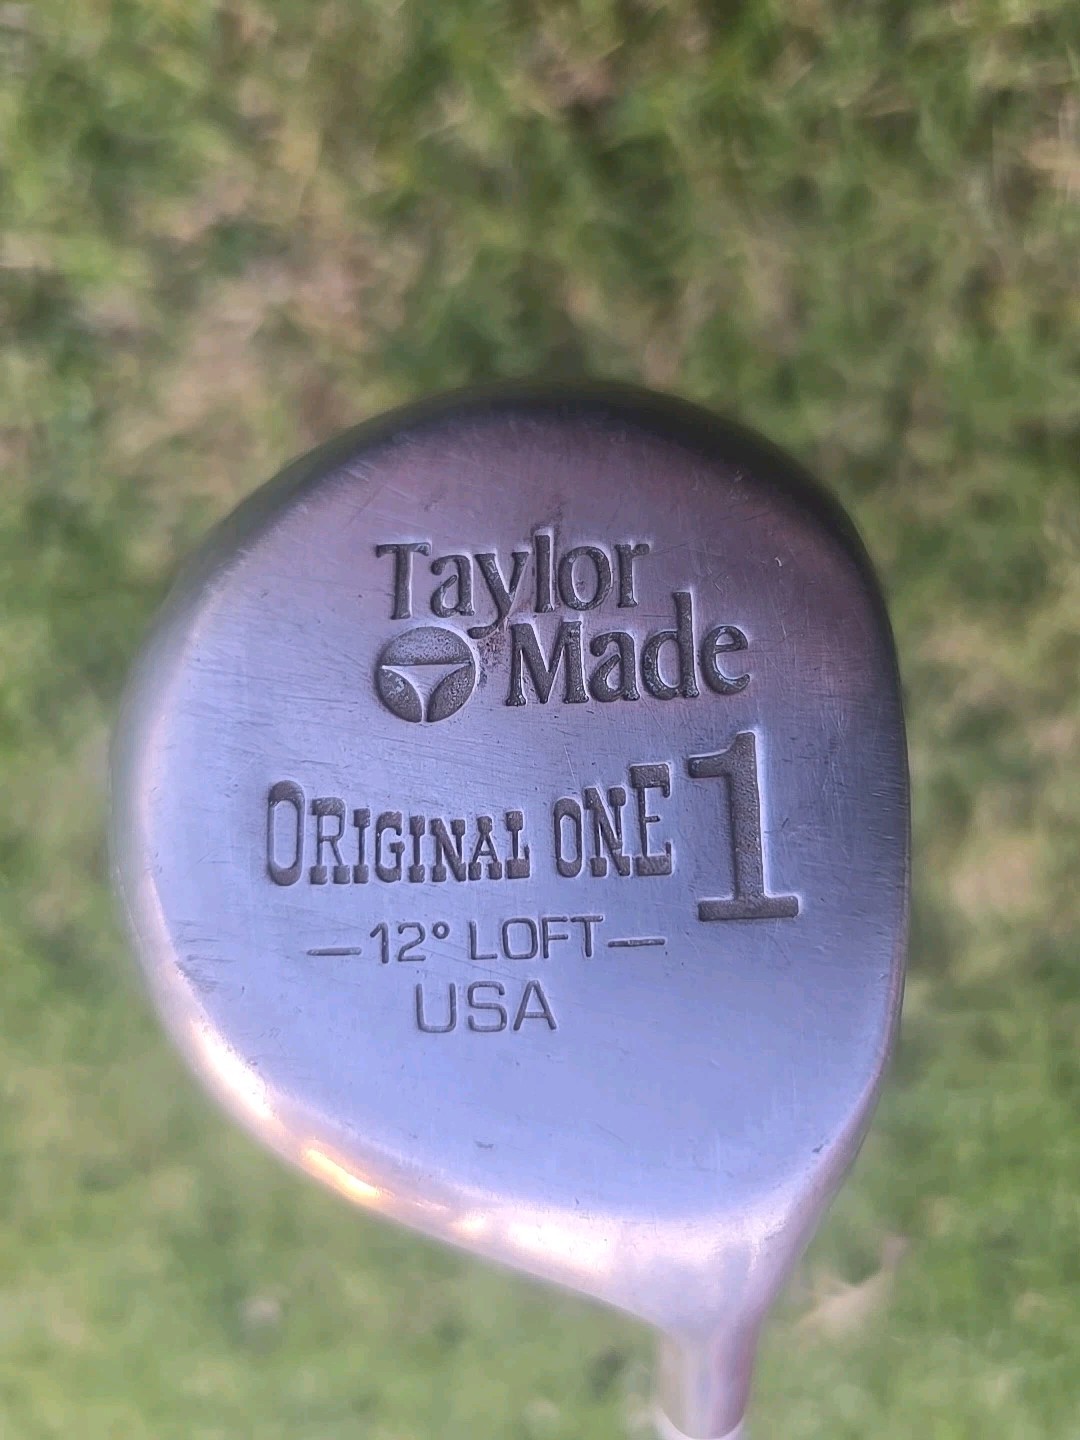 Taylor
Made
ORIGINAL ONE 1
—12° LOFT—
USA